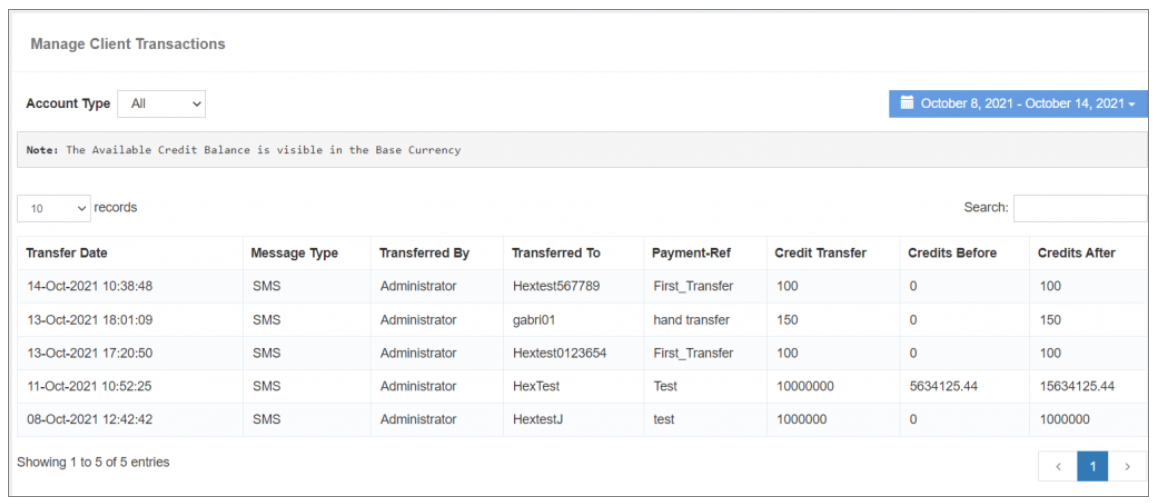 Manage Client Transactions
Account Type All October 8, 2021 - October 14, 2021
Note: The Available Credit Balance is visible in the Base Currency
10 records Search:
Transfer Date Message Type Transferred By Transferred To Payment-Ref Credit Transfer Credits Before Credits After
14-Oct-2021 10:38:48 SMS Administrator Hextest567789 First_Transfer 100 0 100
13-Oct-2021 18:01:09 SMS Administrator gabri01 hand transfer 150 0 150
13-Oct-2021 17:20:50 SMS Administrator Hextest0123654 First_Transfer 100 0 100
11-Oct-2021 10:52:25 SMS Administrator HexTest Test 10000000 5634125.44 15634125.44
08-Oct-2021 12:42:42 SMS Administrator HextestJ test 1000000 0 1000000
Showing 1 to 5 of 5 entries < 1 >